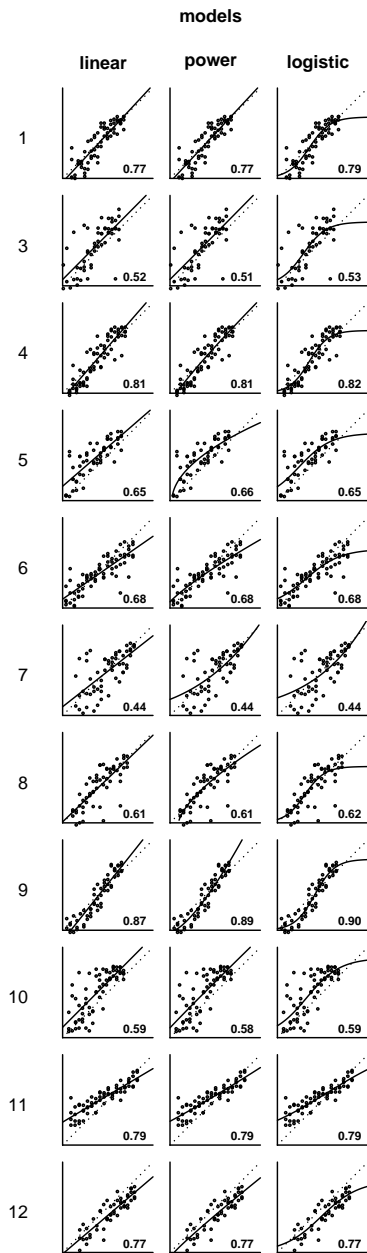 models
linear power logistic
1 0.77 0.77 0.79
3 0.52 0.51 0.53
4 0.81 0.81 0.82
5 0.65 0.66 0.65
6 0.68 0.68 0.68
7 0.44 0.44 0.44
8 0.61 0.61 0.62
9 0.87 0.89 0.90
10 0.59 0.58 0.59
11 0.79 0.79 0.79
12 0.77 0.77 0.77